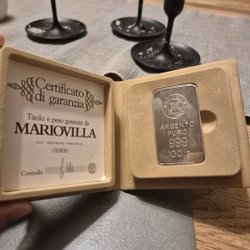 Certificato
di garanzia
Titolo e peso garantiti da
MARIOVILLA
Controllo
ARGENTO
PURO
999
100 g